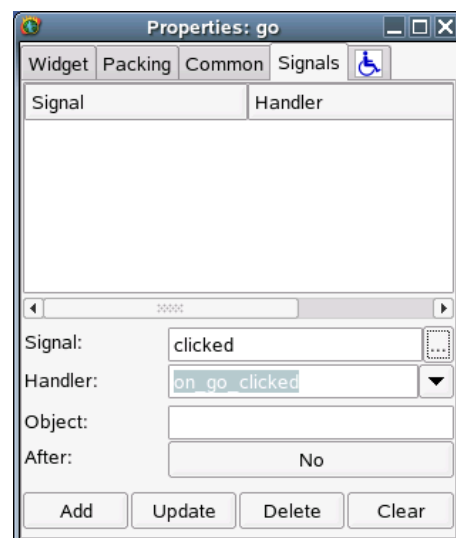 Properties: go
Widget Packing Common Signals
Signal Handler
Signal: clicked ...
Handler: on_go_clicked
Object:
After: No
Add Update Delete Clear